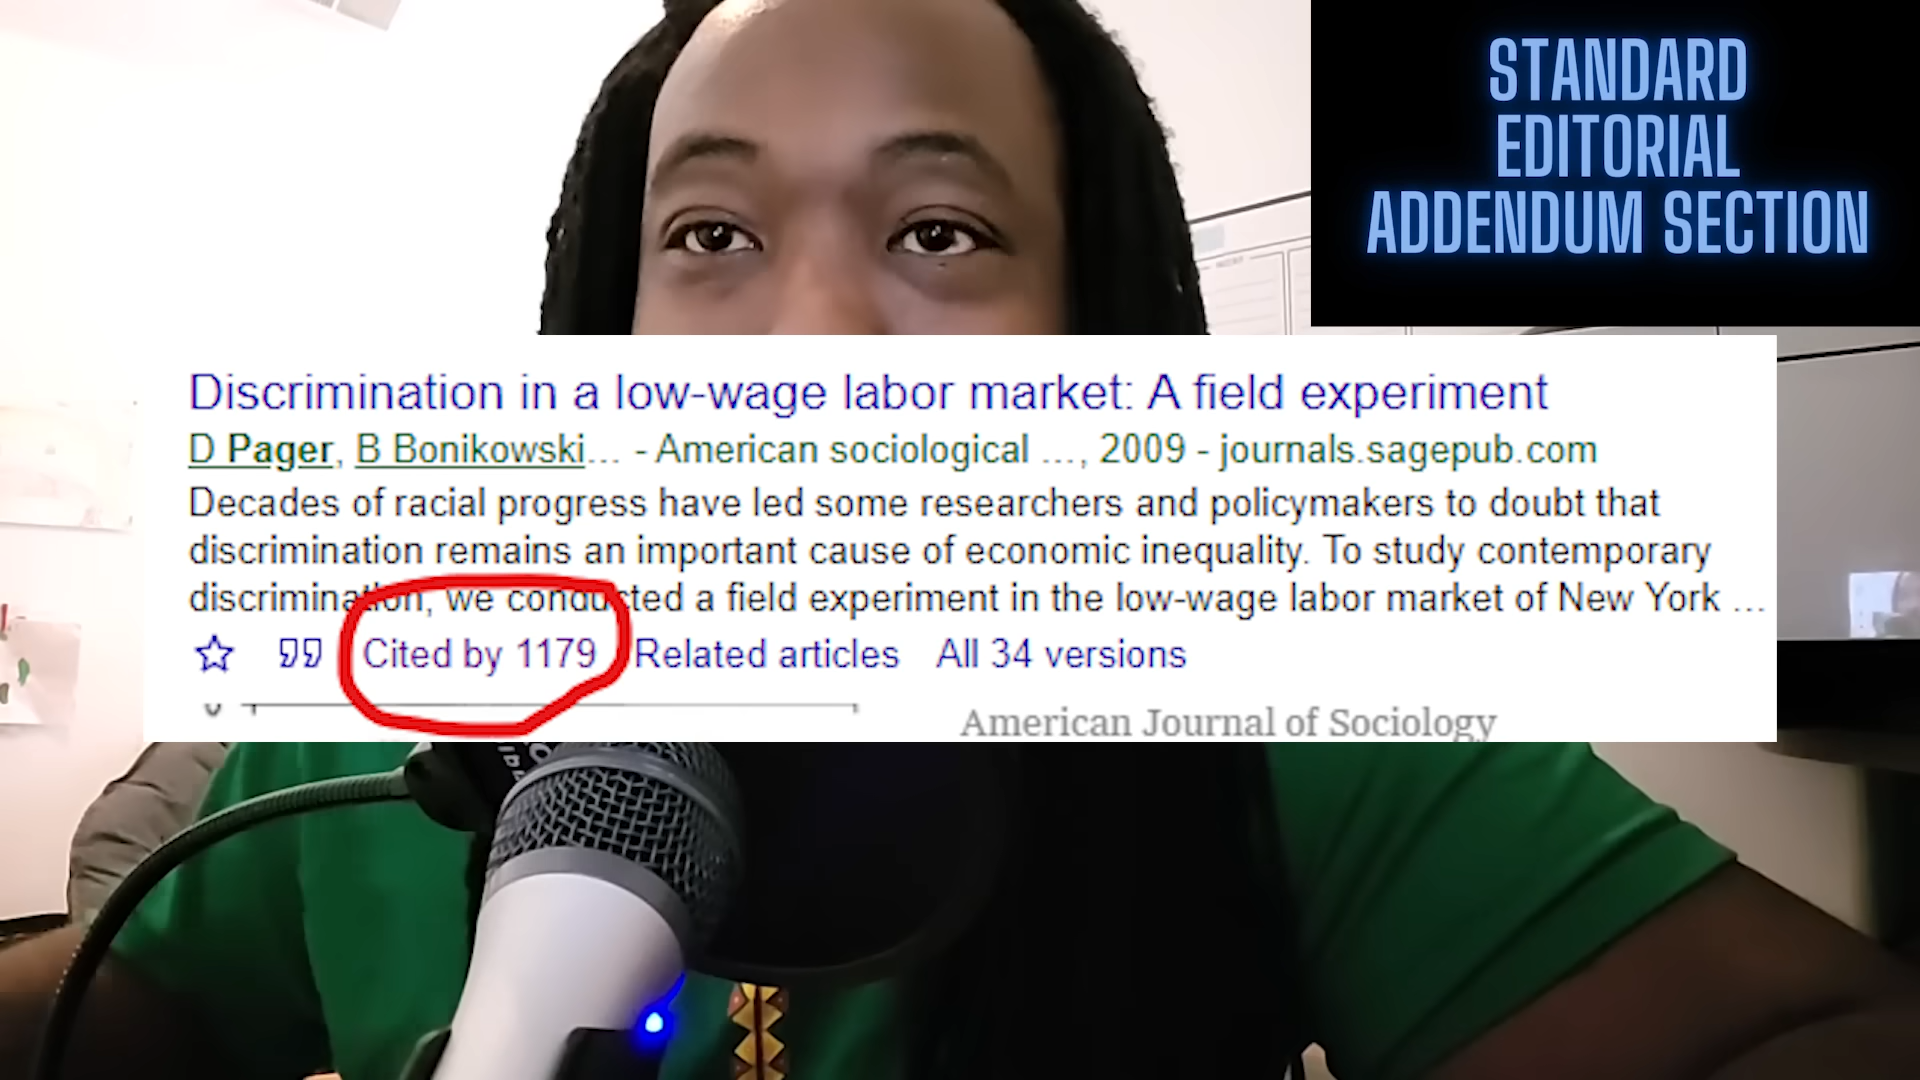 STANDARD
EDITORIAL
ADDENDUM SECTION
Discrimination in a low-wage labor market: A field experiment
D Pager, B Bonikowski... - American sociological ..., 2009 - journals.sagepub.com
Decades of racial progress have led some researchers and policymakers to doubt that
discrimination remains an important cause of economic inequality. To study contemporary
discrimination, we conducted a field experiment in the low-wage labor market of New York ...
Cited by 1179 Related articles All 34 versions
American Journal of Sociology